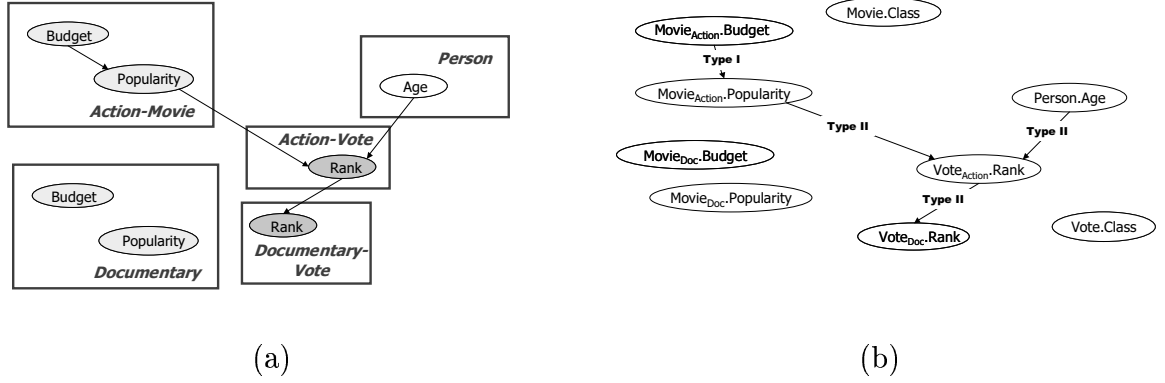 Budget
Popularity
Action-Movie
Person
Age
Action-Vote
Rank
Budget
Popularity
Documentary
Rank
Documentary-
Vote
(a)
Movie.Class
MovieAction.Budget
Type I
MovieAction.Popularity
Person.Age
Type II
Type II
MovieDoc.Budget
VoteAction.Rank
MovieDoc.Popularity
Type II
VoteDoc.Rank
Vote.Class
(b)